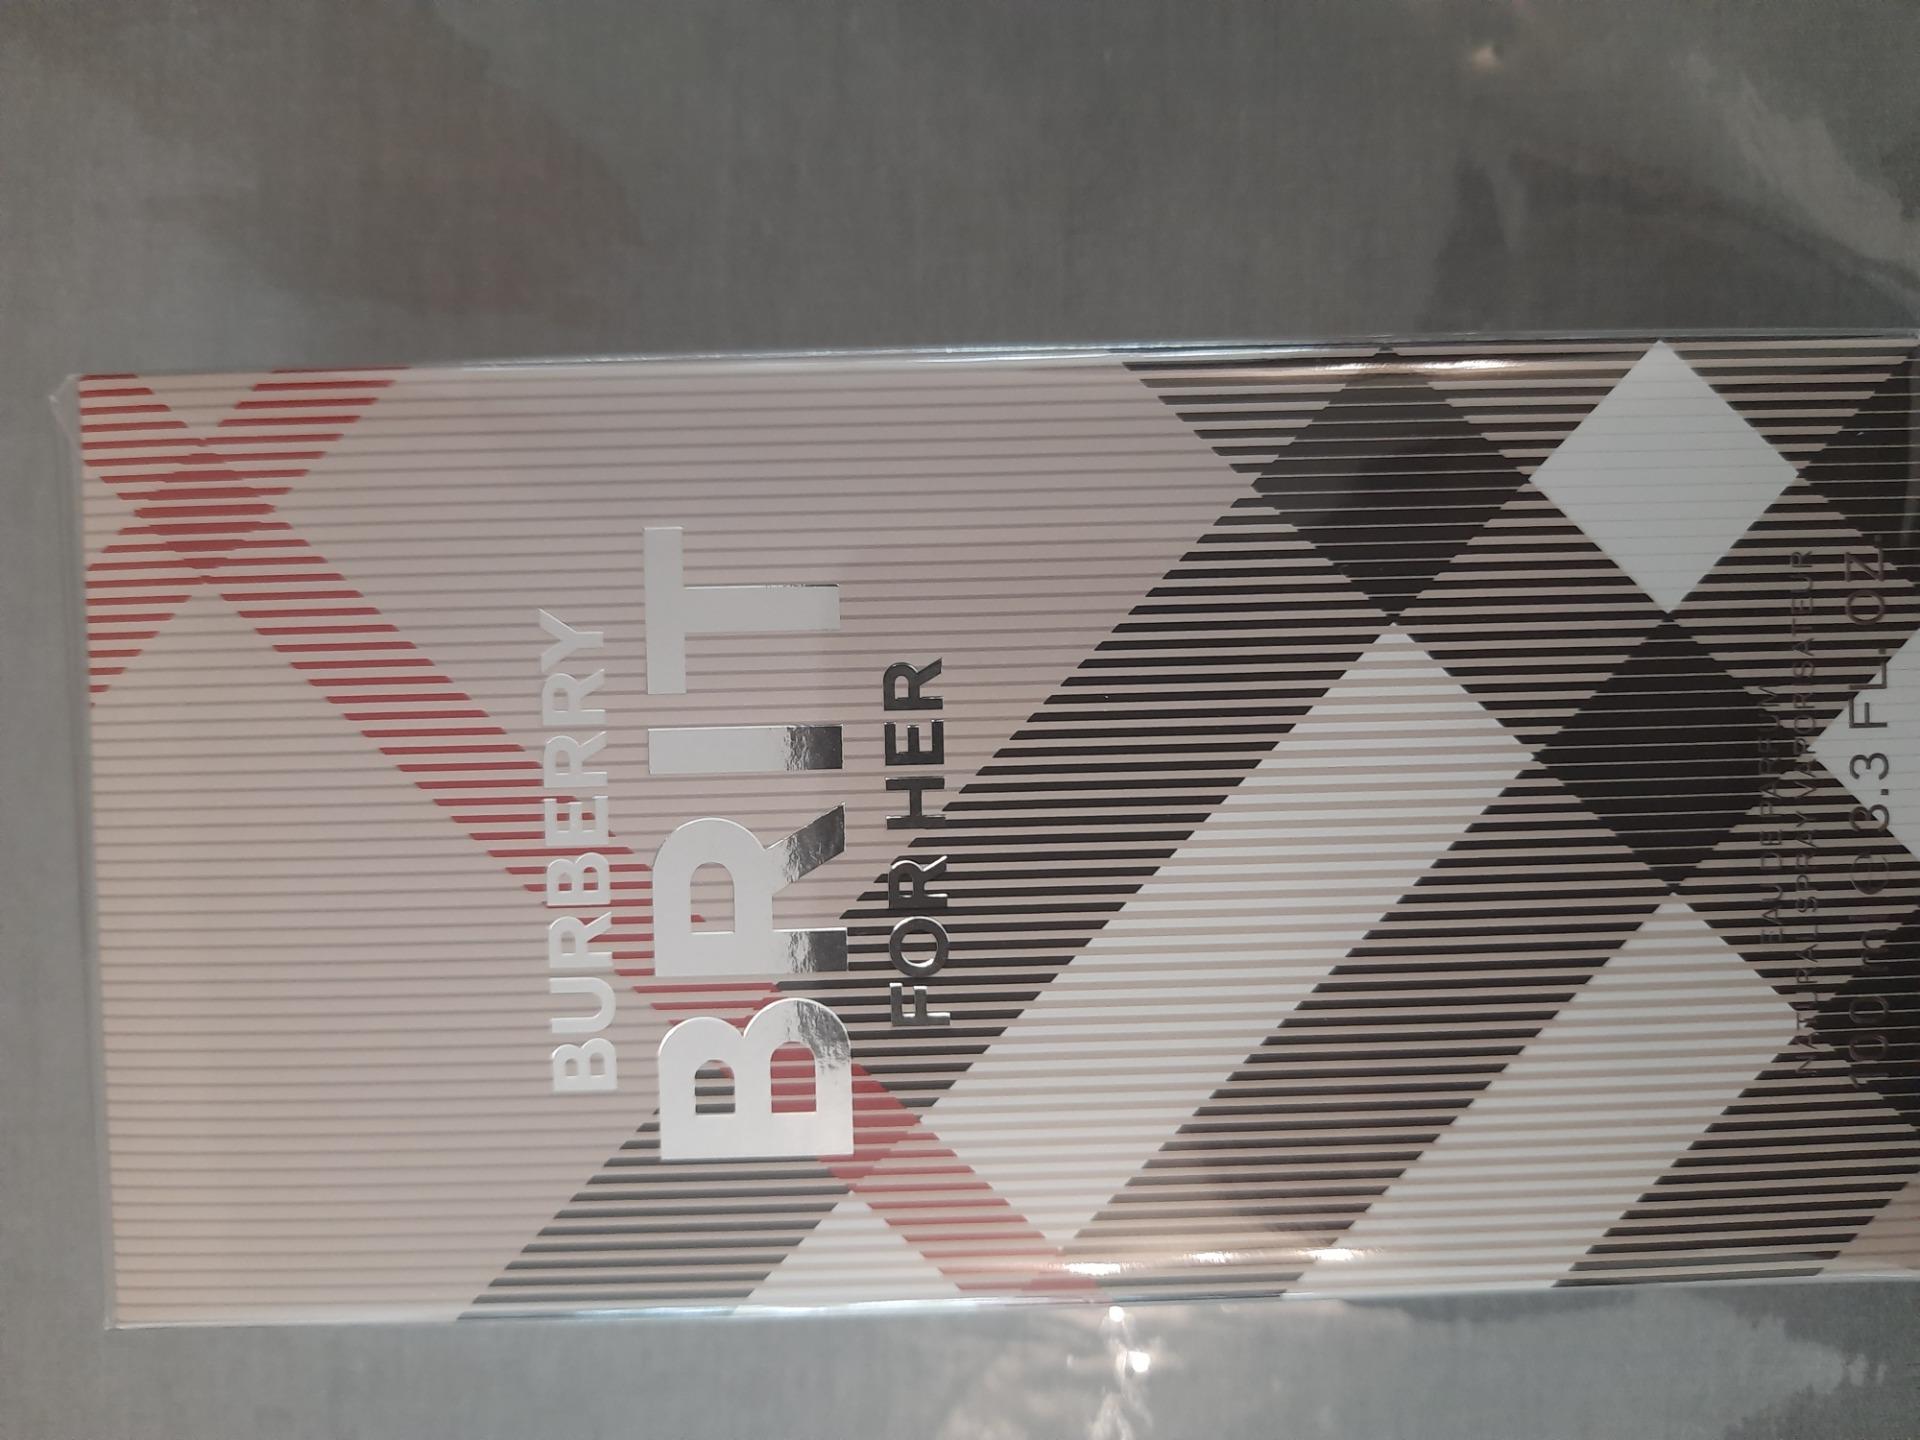 BURBERRY
BRIT
FOR HER
EAU DE PARFUM
NATURAL SPRAY VAPORISATEUR
100 ml ℮ 3.3 FL. OZ.